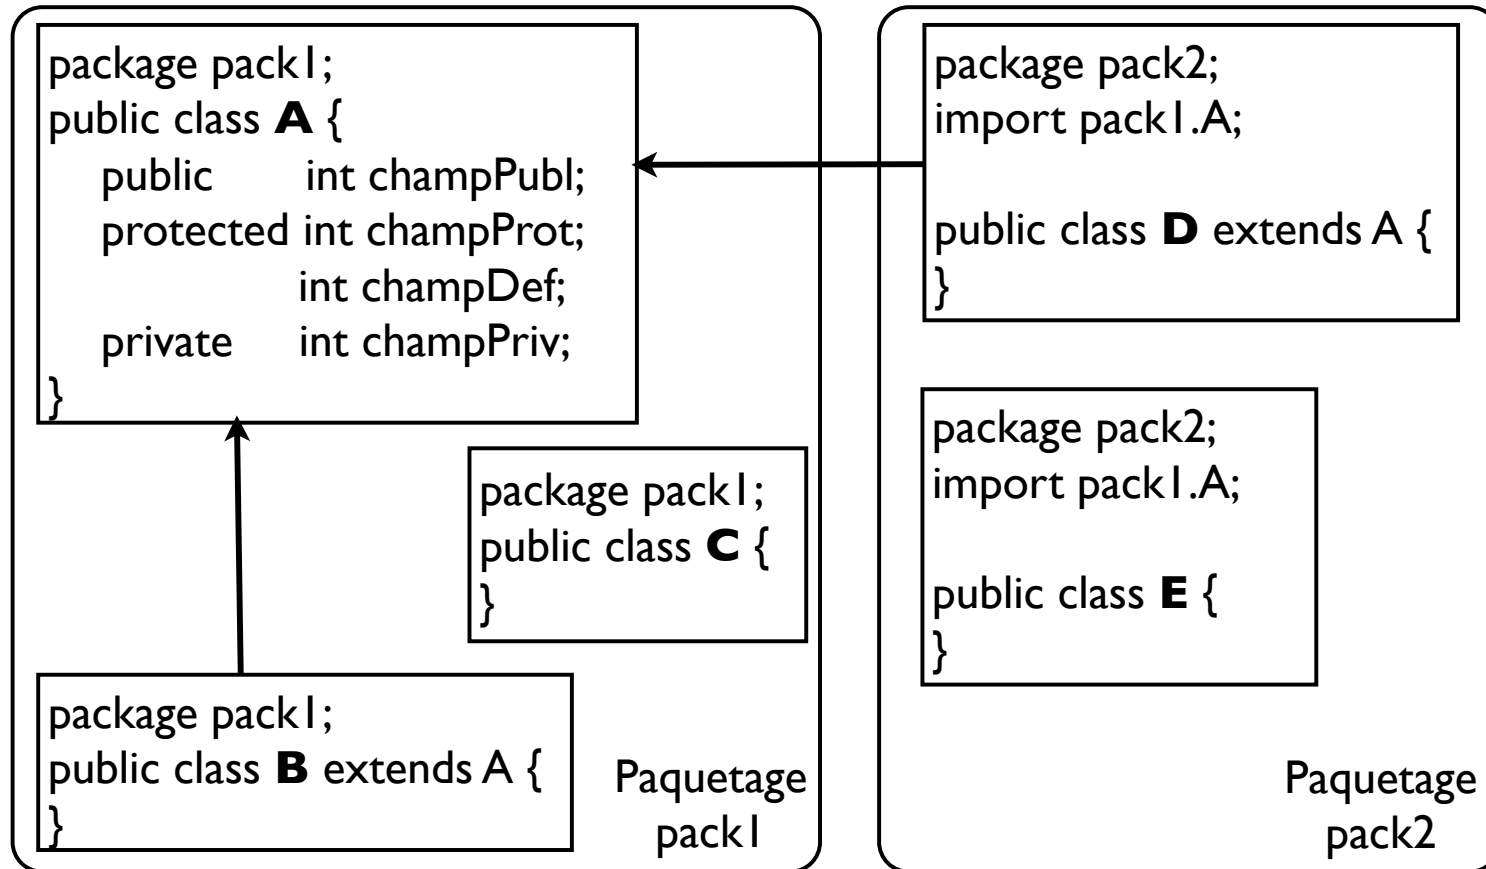 package pack1;
public class A {
public int champPubl;
protected int champProt;
int champDef;
private int champPriv;
}
package pack1;
public class C {
}
package pack1;
public class B extends A {
}
Paquetage
pack1
package pack2;
import pack1.A;
public class D extends A {
}
package pack2;
import pack1.A;
public class E {
}
Paquetage
pack2